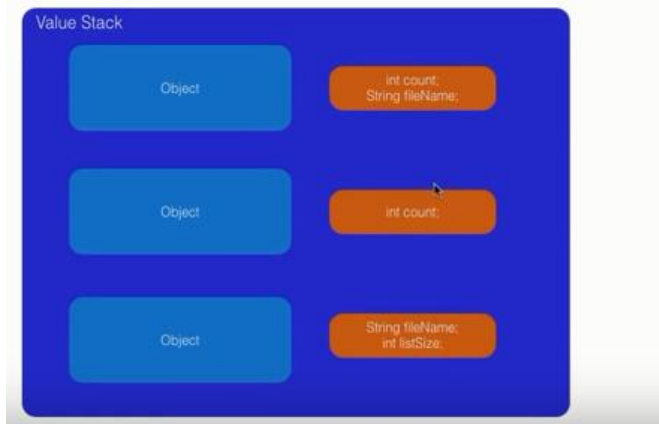 Value Stack
Object
int count;
String fileName;
Object
int count;
Object
String fileName;
int listSize;